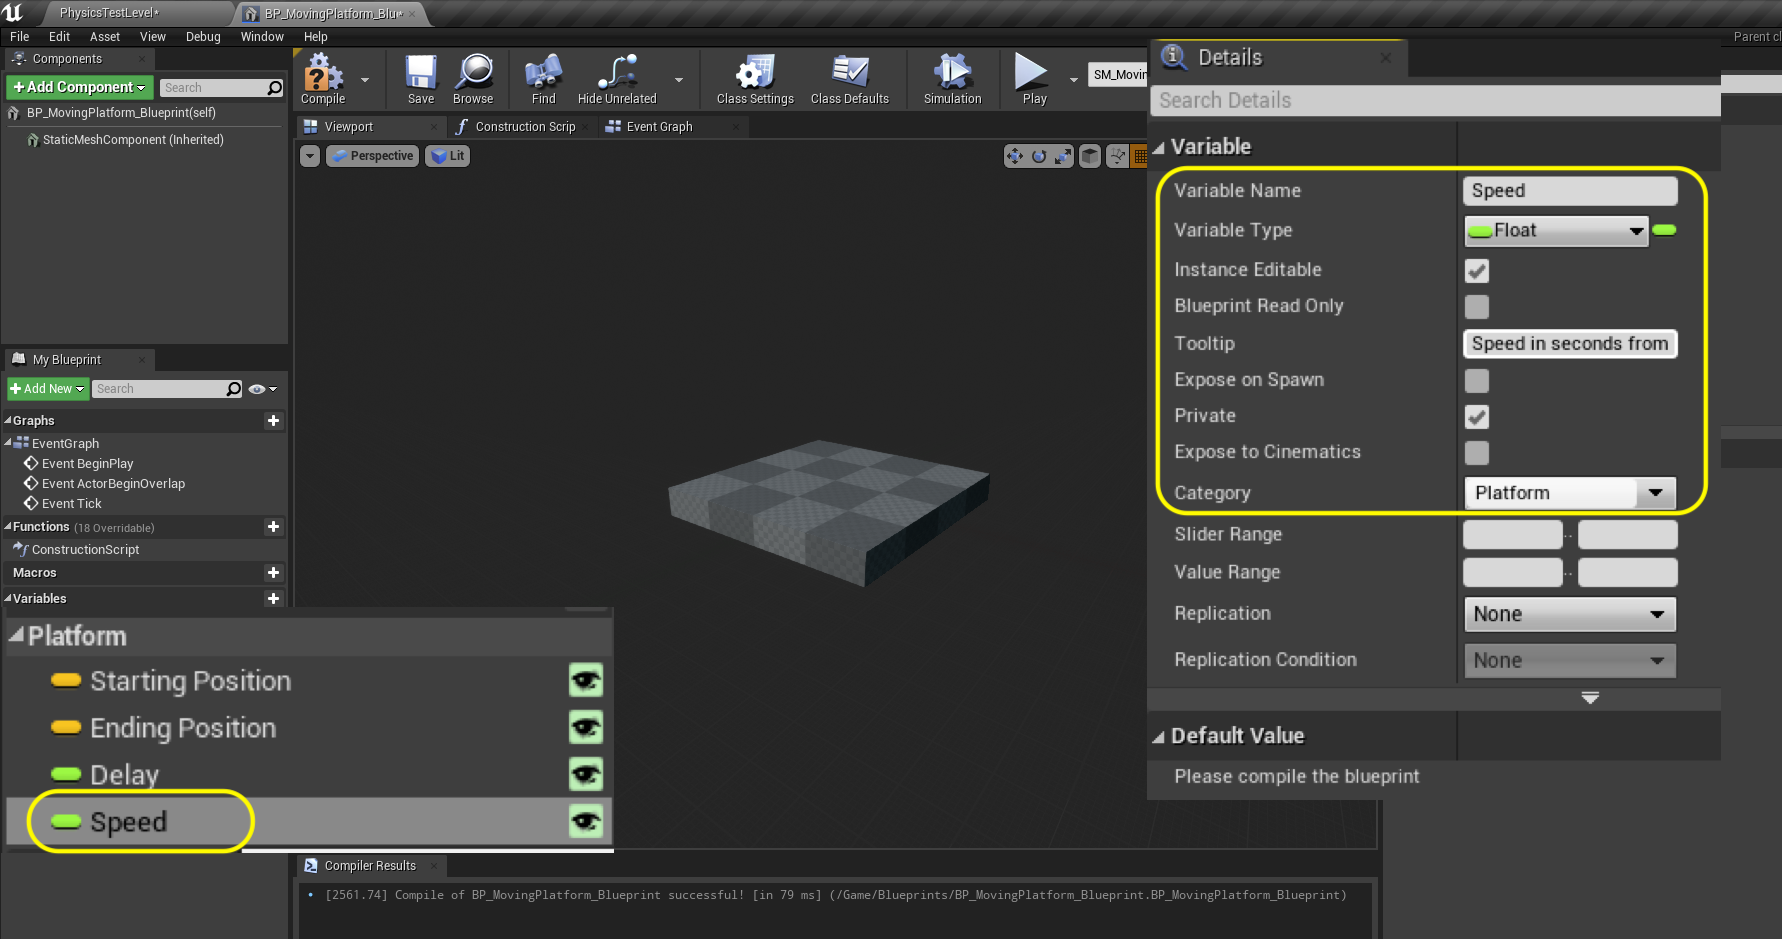 PhysicsTestLevel*
BP_MovingPlatform_Blu*
File Edit Asset View Debug Window Help
Parent cl
Components
+ Add Component
Search
BP_MovingPlatform_Blueprint(self)
StaticMeshComponent (Inherited)
Compile
Save
Browse
Find
Hide Unrelated
Class Settings
Class Defaults
Simulation
Play
SM_Movin
Viewport
Construction Scrip
Event Graph
Perspective
Lit
My Blueprint
+ Add New
Search
Graphs
EventGraph
Event BeginPlay
Event ActorBeginOverlap
Event Tick
Functions (18 Overridable)
ConstructionScript
Macros
Variables
Platform
Starting Position
Ending Position
Delay
Speed
Compiler Results
• [2561.74] Compile of BP_MovingPlatform_Blueprint successful! [in 79 ms] (/Game/Blueprints/BP_MovingPlatform_Blueprint.BP_MovingPlatform_Blueprint)
Details
Search Details
Variable
Variable Name Speed
Variable Type Float
Instance Editable
Blueprint Read Only
Tooltip Speed in seconds from
Expose on Spawn
Private
Expose to Cinematics
Category Platform
Slider Range ..
Value Range ..
Replication None
Replication Condition None
Default Value
Please compile the blueprint